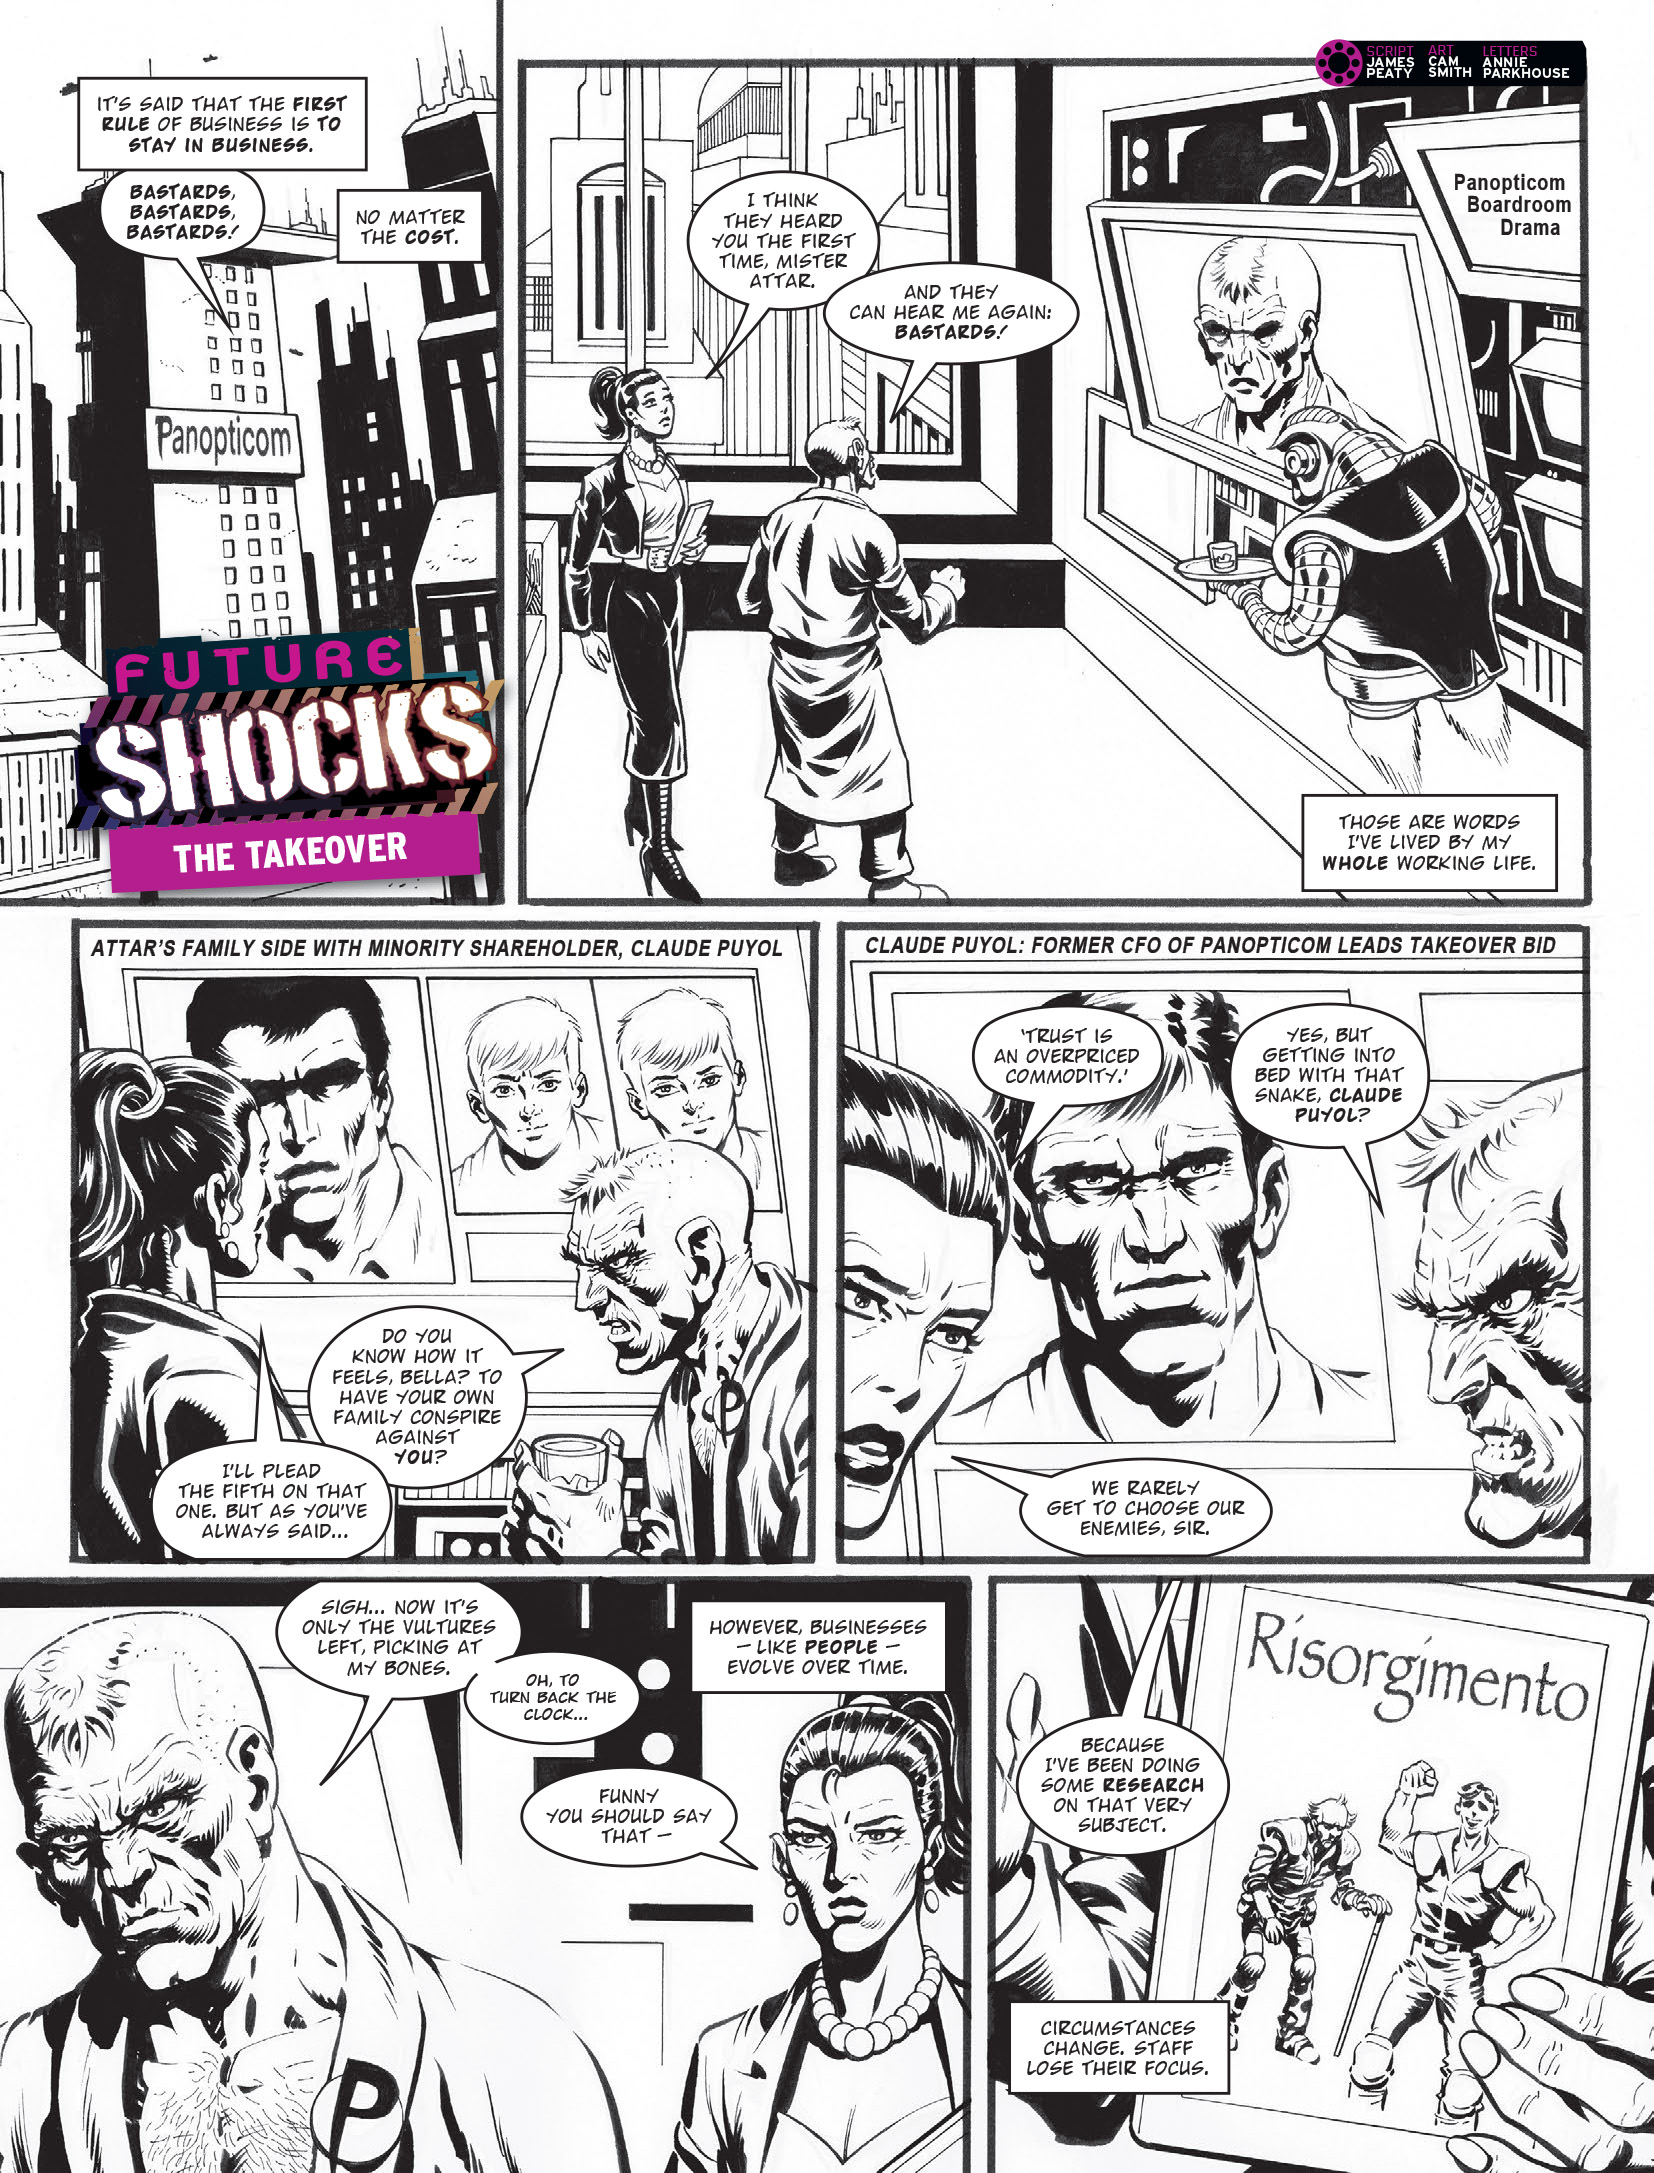 SCRIPT
JAMES
PEATY
ART
CAM
SMITH
LETTERS
ANNIE
PARKHOUSE
IT'S SAID THAT THE FIRST
RULE OF BUSINESS IS TO
STAY IN BUSINESS.
BASTARDS,
BASTARDS,
BASTARDS!
NO MATTER
THE COST.
Panopticom
FUTURE
SHOCKS
THE TAKEOVER
I THINK
THEY HEARD
YOU THE FIRST
TIME, MISTER
ATTAR.
AND THEY
CAN HEAR ME AGAIN:
BASTARDS!
Panopticom
Boardroom
Drama
THOSE ARE WORDS
I'VE LIVED BY MY
WHOLE WORKING LIFE.
ATTAR'S FAMILY SIDE WITH MINORITY SHAREHOLDER, CLAUDE PUYOL
DO YOU
KNOW HOW IT
FEELS, BELLA? TO
HAVE YOUR OWN
FAMILY CONSPIRE
AGAINST
YOU?
I'LL PLEAD
THE FIFTH ON THAT
ONE. BUT AS YOU'VE
ALWAYS SAID...
P
CLAUDE PUYOL: FORMER CFO OF PANOPTICOM LEADS TAKEOVER BID
'TRUST IS
AN OVERPRICED
COMMODITY.'
YES, BUT
GETTING INTO
BED WITH THAT
SNAKE, CLAUDE
PUYOL?
WE RARELY
GET TO CHOOSE OUR
ENEMIES, SIR.
SIGH... NOW IT'S
ONLY THE VULTURES
LEFT, PICKING AT
MY BONES.
OH, TO
TURN BACK THE
CLOCK...
HOWEVER, BUSINESSES
– LIKE PEOPLE –
EVOLVE OVER TIME.
FUNNY
YOU SHOULD SAY
THAT –
P
BECAUSE
I'VE BEEN DOING
SOME RESEARCH
ON THAT VERY
SUBJECT.
Risorgimento
CIRCUMSTANCES
CHANGE. STAFF
LOSE THEIR FOCUS.